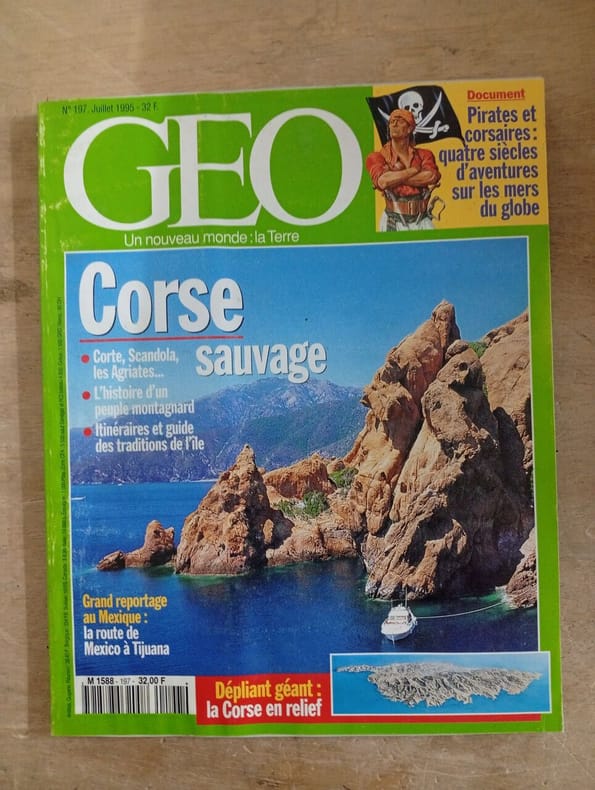 N° 197. Juillet 1995 - 32 F.
GEO
Un nouveau monde : la Terre
Document
Pirates et
corsaires :
quatre siècles
d'aventures
sur les mers
du globe
Corse
sauvage
• Corte, Scandola,
les Agriates...
• L'histoire d'un
peuple montagnard
• Itinéraires et guide
des traditions de l'île
Grand reportage
au Mexique :
la route de
Mexico à Tijuana
M 1588 - 197 - 32,00 F
Dépliant géant :
la Corse en relief